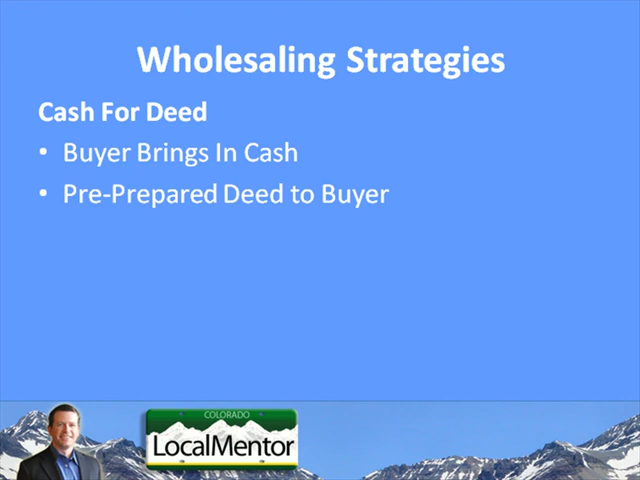 Wholesaling Strategies
Cash For Deed
• Buyer Brings In Cash
• Pre-Prepared Deed to Buyer
COLORADO
LocalMentor